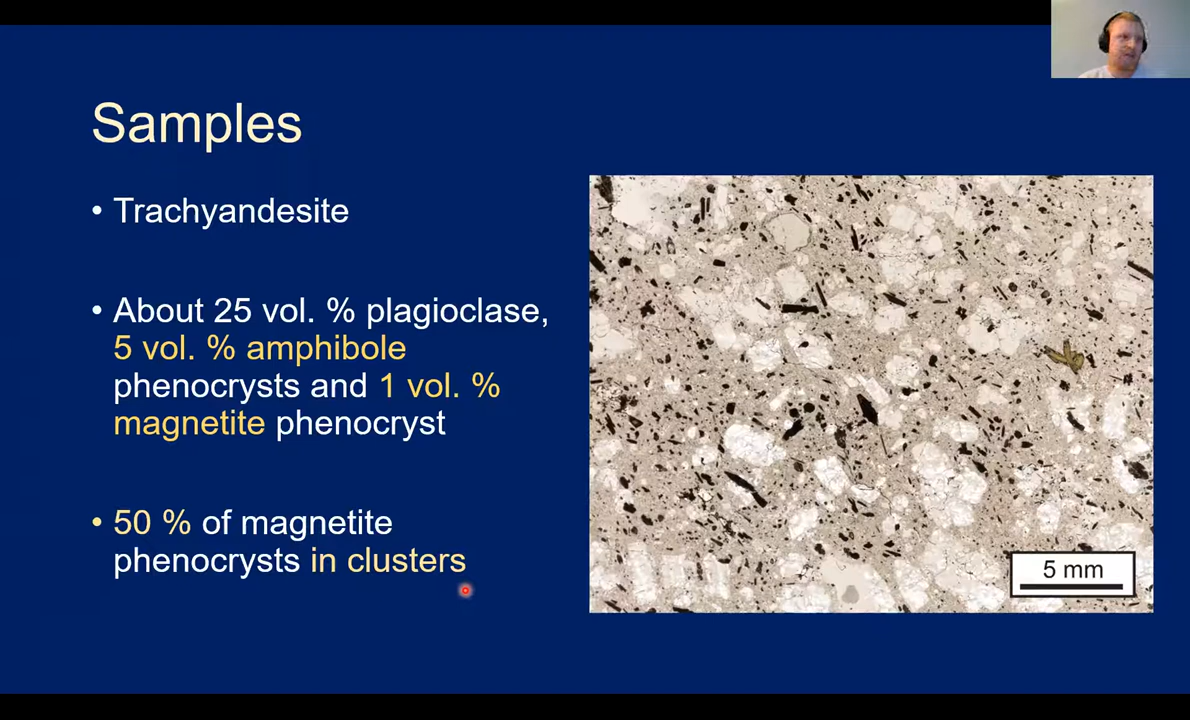 Samples
• Trachyandesite
• About 25 vol. % plagioclase,
5 vol. % amphibole
phenocrysts and 1 vol. %
magnetite phenocryst
• 50 % of magnetite
phenocrysts in clusters
5 mm